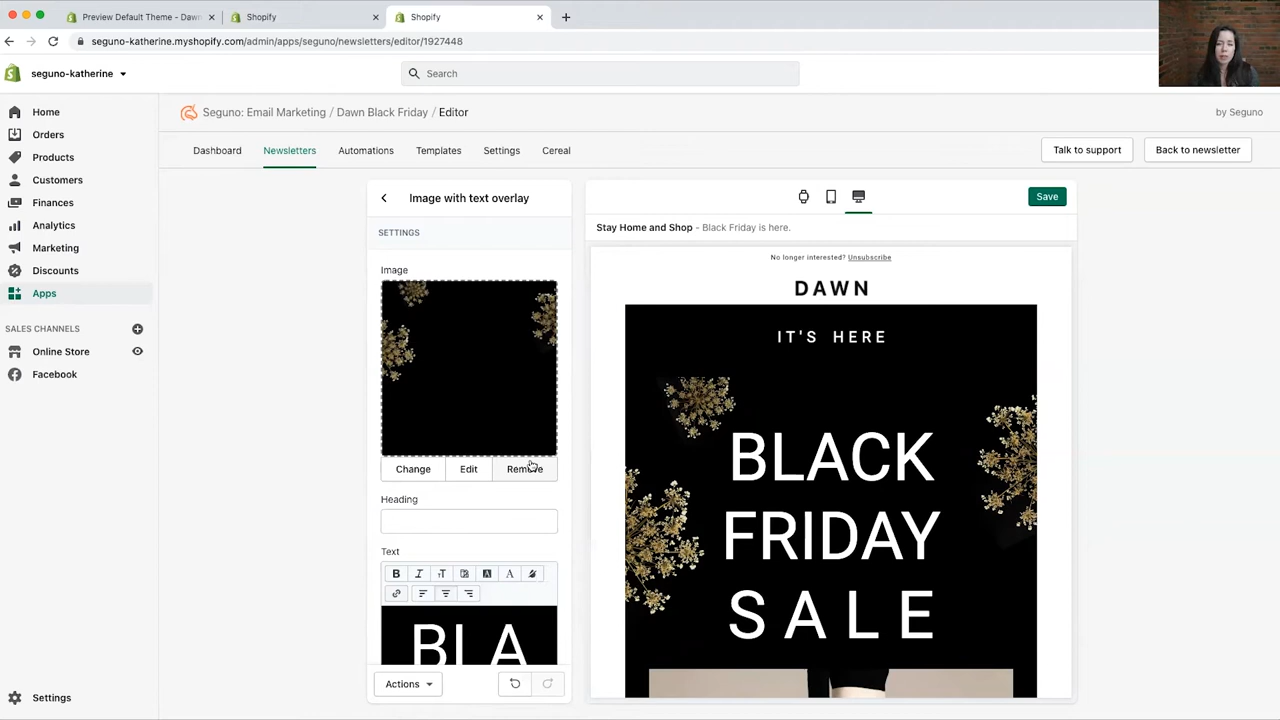 Preview Default Theme - Dawn
Shopify
Shopify
seguno-katherine.myshopify.com/admin/apps/seguno/newsletters/editor/1927448
seguno-katherine
Search
Home
Orders
Products
Customers
Finances
Analytics
Marketing
Discounts
Apps
SALES CHANNELS
Online Store
Facebook
Settings
Seguno: Email Marketing / Dawn Black Friday / Editor
by Seguno
Dashboard
Newsletters
Automations
Templates
Settings
Cereal
Talk to support
Back to newsletter
Image with text overlay
SETTINGS
Image
Change
Edit
Remove
Heading
Text
BLA
Actions
Save
Stay Home and Shop - Black Friday is here.
No longer interested? Unsubscribe
DAWN
IT'S HERE
BLACK
FRIDAY
SALE